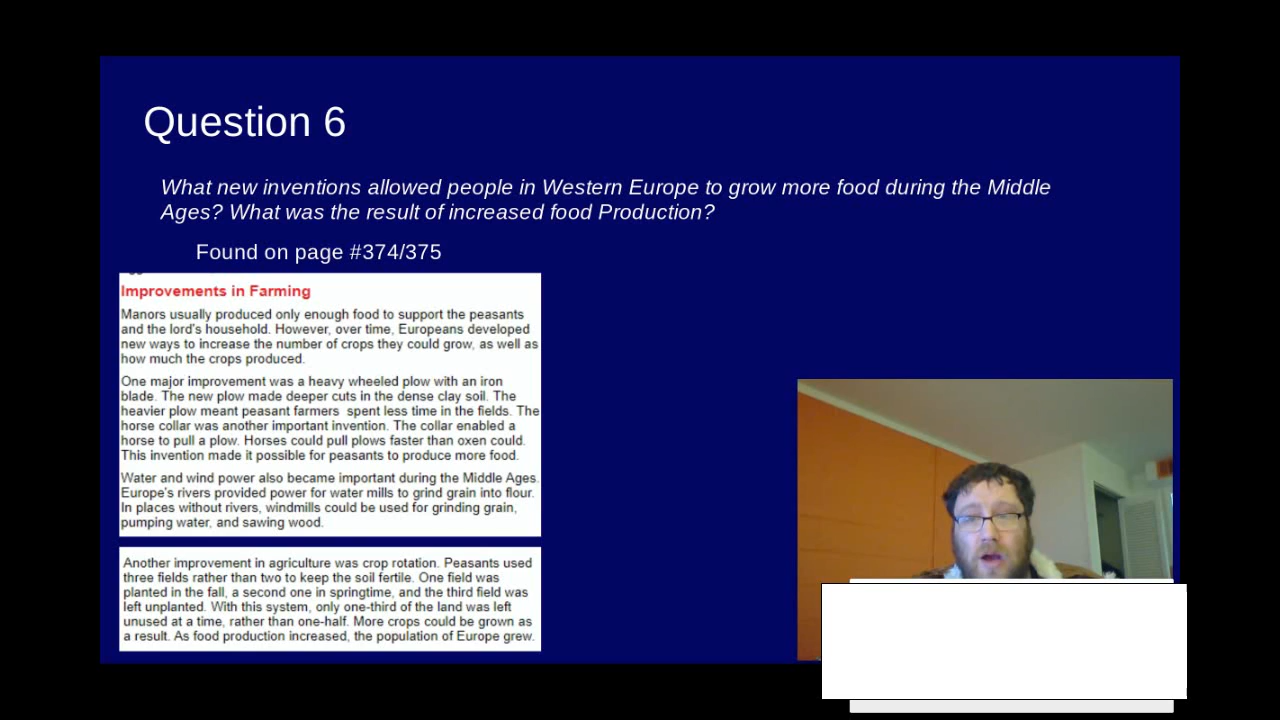 Question 6
What new inventions allowed people in Western Europe to grow more food during the Middle
Ages? What was the result of increased food Production?
Found on page #374/375
Improvements in Farming
Manors usually produced only enough food to support the peasants
and the lord's household. However, over time, Europeans developed
new ways to increase the number of crops they could grow, as well as
how much the crops produced.
One major improvement was a heavy wheeled plow with an iron
blade. The new plow made deeper cuts in the dense clay soil. The
heavier plow meant peasant farmers spent less time in the fields. The
horse collar was another important invention. The collar enabled a
horse to pull a plow. Horses could pull plows faster than oxen could.
This invention made it possible for peasants to produce more food.
Water and wind power also became important during the Middle Ages.
Europe's rivers provided power for water mills to grind grain into flour.
In places without rivers, windmills could be used for grinding grain,
pumping water, and sawing wood.
Another improvement in agriculture was crop rotation. Peasants used
three fields rather than two to keep the soil fertile. One field was
planted in the fall, a second one in springtime, and the third field was
left unplanted. With this system, only one-third of the land was left
unused at a time, rather than one-half. More crops could be grown as
a result. As food production increased, the population of Europe grew.